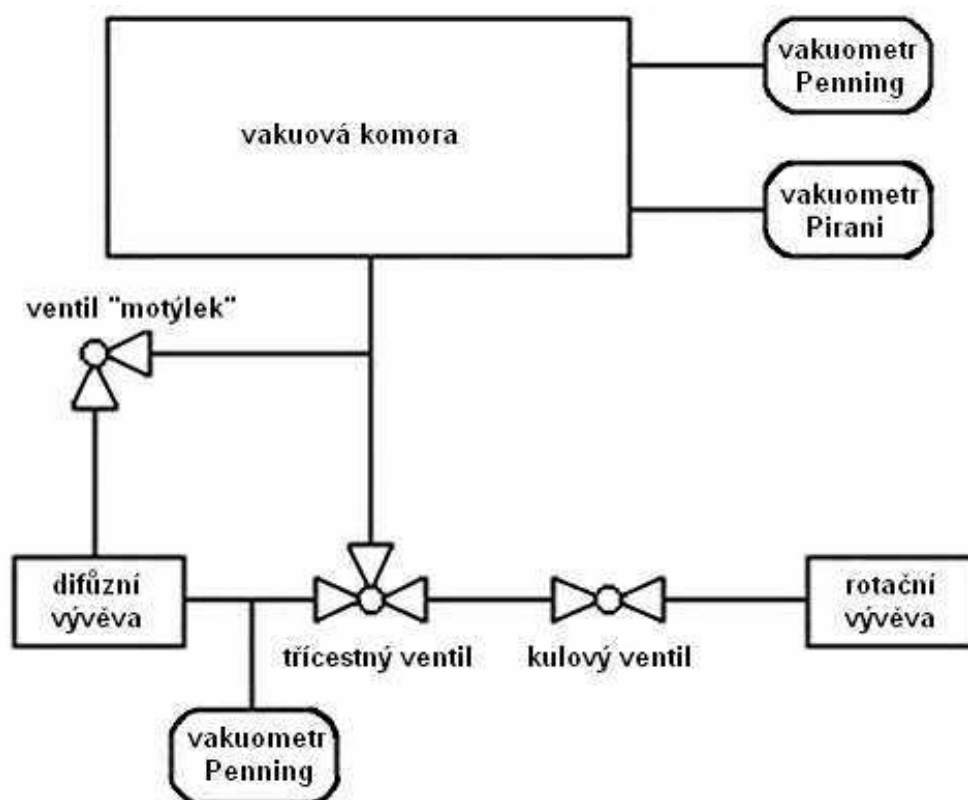 vakuometr
Penning
vakuová komora
vakuometr
Pirani
ventil "motýlek"
difůzní
vývěva
rotační
vývěva
třícestný ventil
kulový ventil
vakuometr
Penning